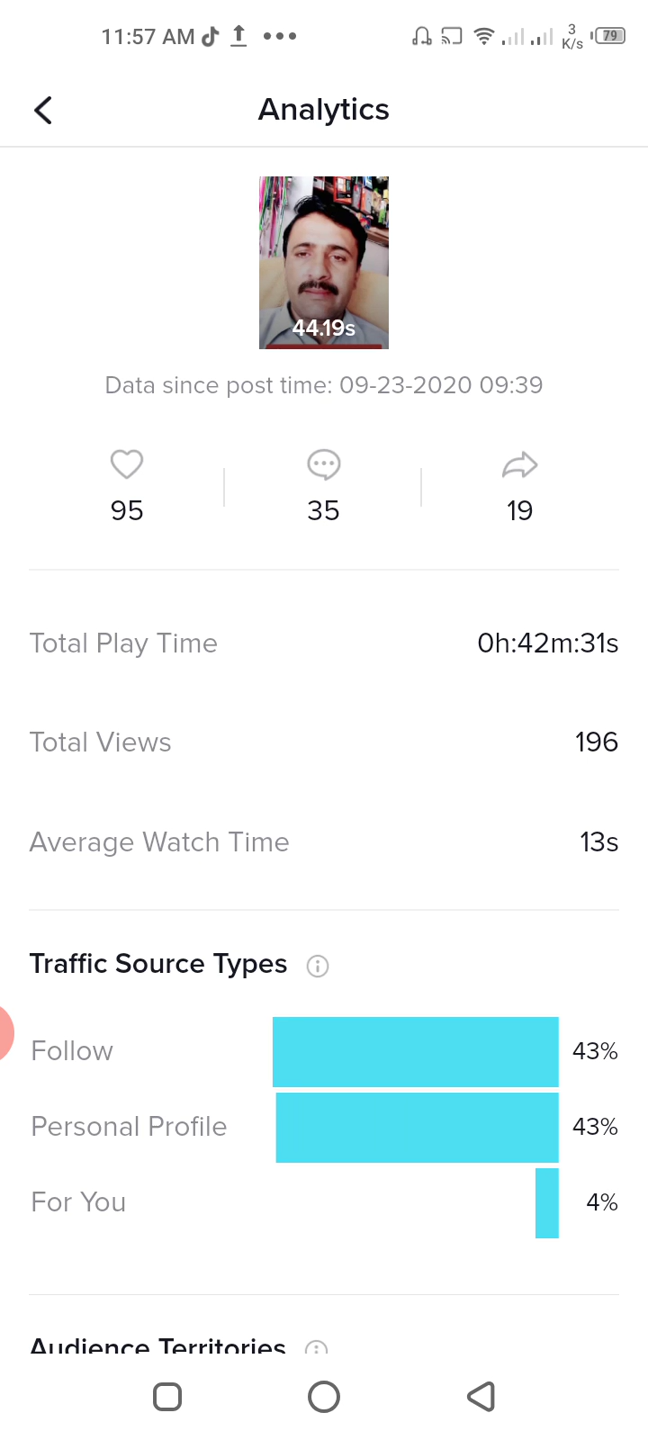 11:57 AM 3 K/s 79
Analytics
44.19s
Data since post time: 09-23-2020 09:39
95 35 19
Total Play Time 0h:42m:31s
Total Views 196
Average Watch Time 13s
Traffic Source Types
Follow 43%
Personal Profile 43%
For You 4%
Audience Territories